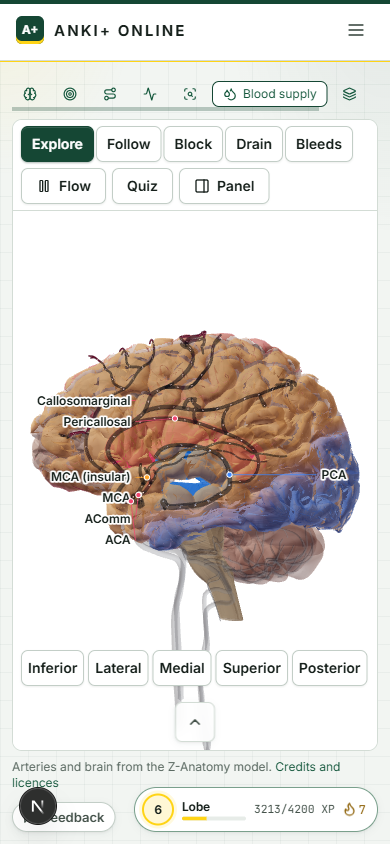 A+ ANKI+ ONLINE
Blood supply
Explore Follow Block Drain Bleeds
Flow Quiz Panel
Callosomarginal
Pericallosal
MCA (insular)
PCA
MCA
AComm
ACA
Inferior Lateral Medial Superior Posterior
Arteries and brain from the Z-Anatomy model. Credits and
licences
N eedback
6 Lobe 3213/4200 XP 7